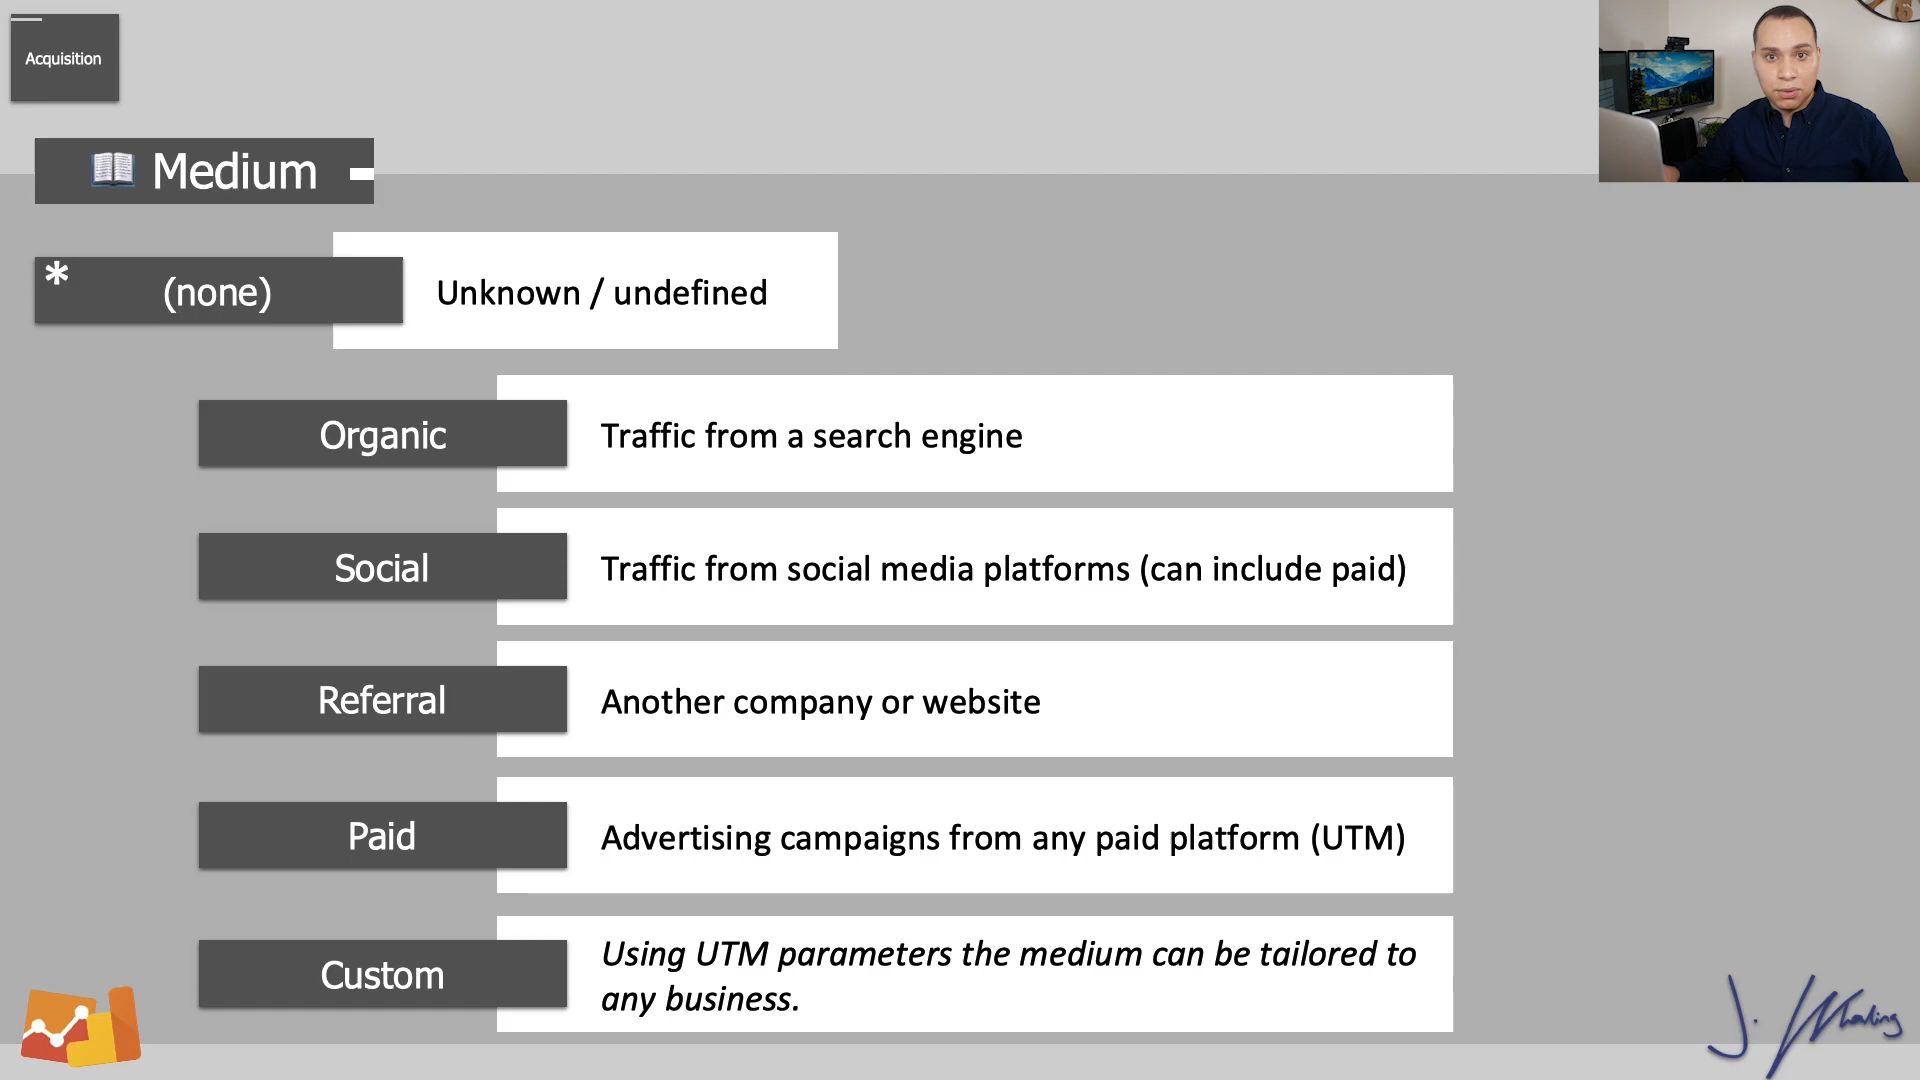 Acquisition
📖 Medium
* (none)
Unknown / undefined
Organic
Traffic from a search engine
Social
Traffic from social media platforms (can include paid)
Referral
Another company or website
Paid
Advertising campaigns from any paid platform (UTM)
Custom
Using UTM parameters the medium can be tailored to
any business.